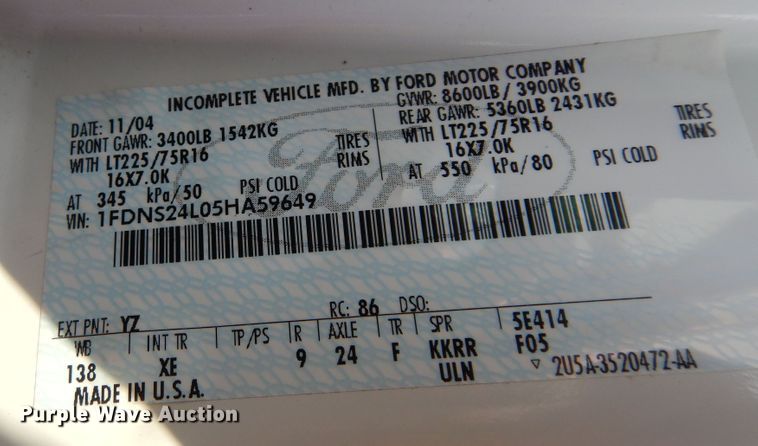 INCOMPLETE VEHICLE MFD. BY FORD MOTOR COMPANY
DATE: 11/04 GVWR: 8600LB / 3900KG
FRONT GAWR: 3400LB 1542KG REAR GAWR: 5360LB 2431KG
WITH LT225/75R16 TIRES WITH LT225/75R16 TIRES
16X7.0K RIMS 16X7.0K RIMS
AT 345 kPa/50 PSI COLD AT 550 kPa/80 PSI COLD
VIN: 1FDNS24L05HA59649
Ford
EXT PNT: YZ RC: 86 DSO:
WB INT TR TP/PS R AXLE TR SPR 5E414
138 XE 9 24 F KKRR F05
ULN ▽ 2U5A-3520472-AA
MADE IN U.S.A.
Purple Wave Auction